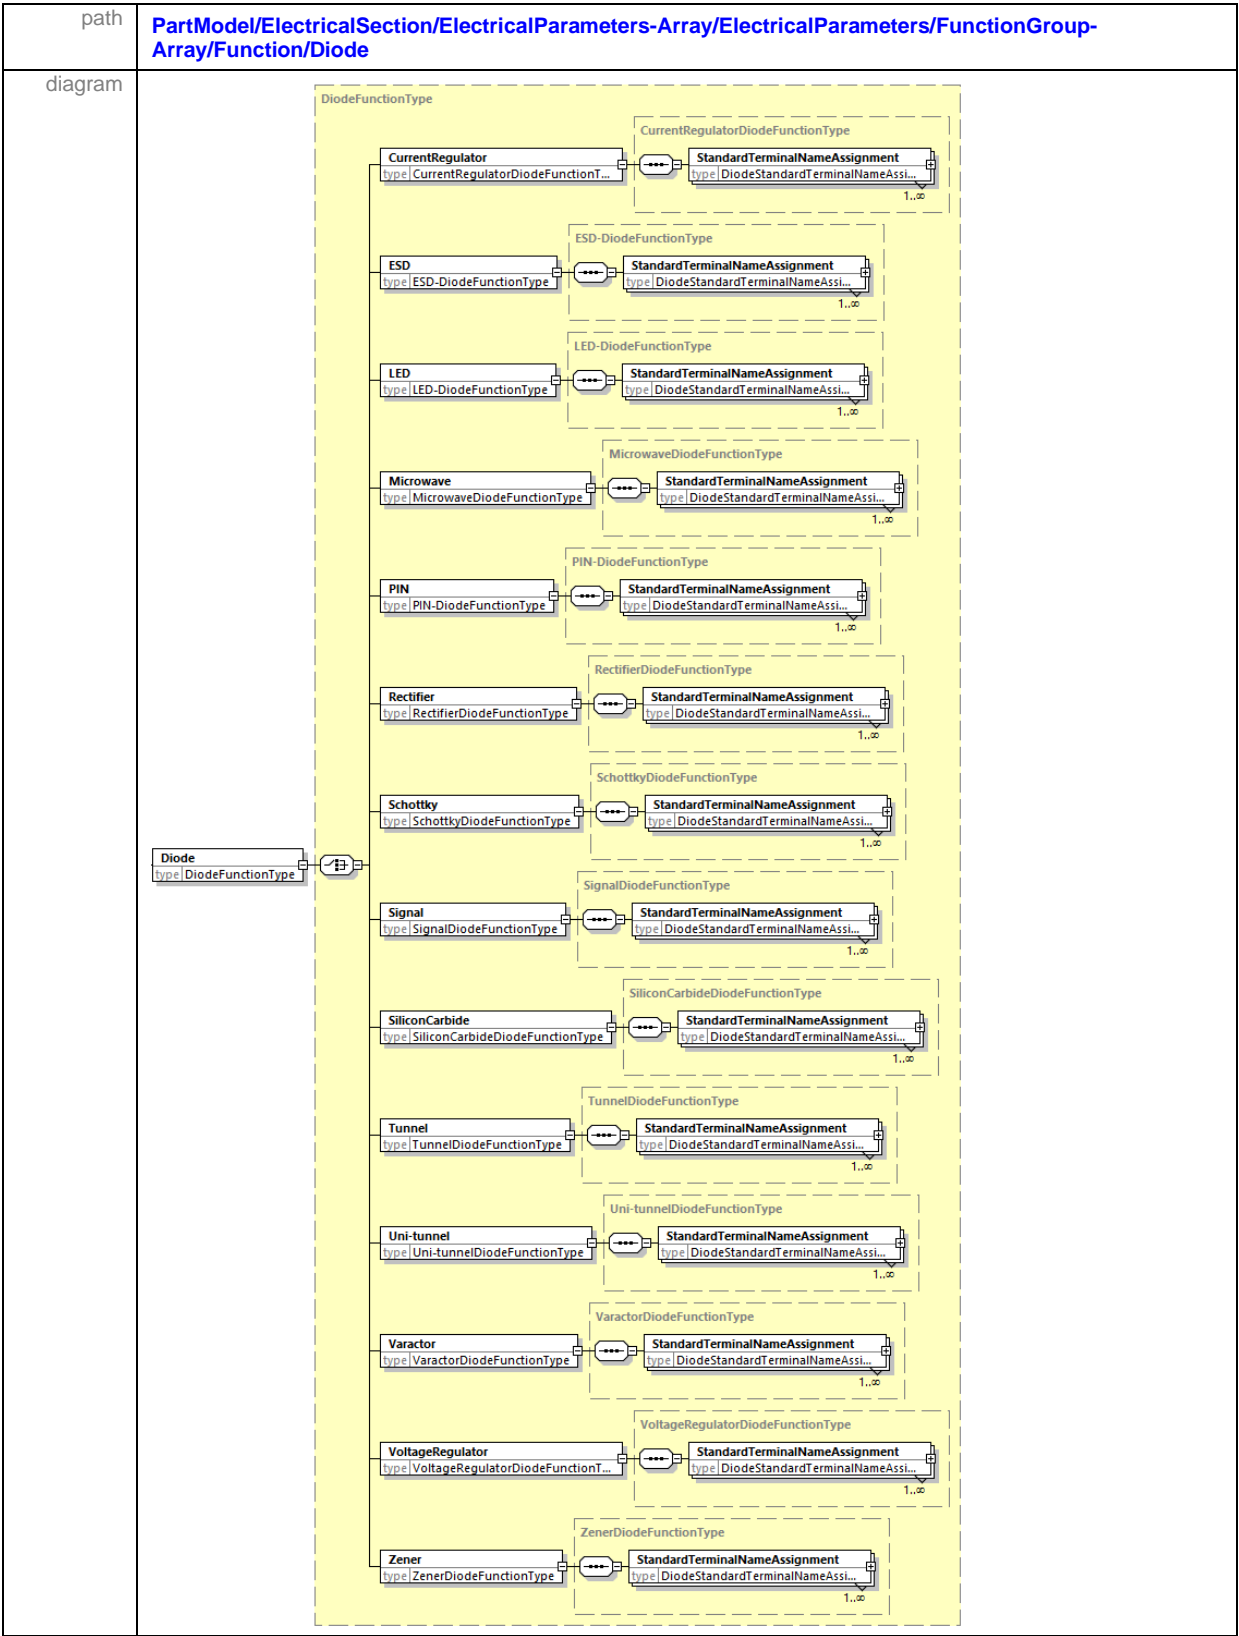 path
PartModel/ElectricalSection/ElectricalParameters-Array/ElectricalParameters/FunctionGroup-
Array/Function/Diode
diagram
DiodeFunctionType
CurrentRegulatorDiodeFunctionType
CurrentRegulator
type CurrentRegulatorDiodeFunctionT...
StandardTerminalNameAssignment
type DiodeStandardTerminalNameAssi...
1..∞
ESD-DiodeFunctionType
ESD
type ESD-DiodeFunctionType
StandardTerminalNameAssignment
type DiodeStandardTerminalNameAssi...
1..∞
LED-DiodeFunctionType
LED
type LED-DiodeFunctionType
StandardTerminalNameAssignment
type DiodeStandardTerminalNameAssi...
1..∞
MicrowaveDiodeFunctionType
Microwave
type MicrowaveDiodeFunctionType
StandardTerminalNameAssignment
type DiodeStandardTerminalNameAssi...
1..∞
PIN-DiodeFunctionType
PIN
type PIN-DiodeFunctionType
StandardTerminalNameAssignment
type DiodeStandardTerminalNameAssi...
1..∞
RectifierDiodeFunctionType
Rectifier
type RectifierDiodeFunctionType
StandardTerminalNameAssignment
type DiodeStandardTerminalNameAssi...
1..∞
SchottkyDiodeFunctionType
Schottky
type SchottkyDiodeFunctionType
StandardTerminalNameAssignment
type DiodeStandardTerminalNameAssi...
1..∞
Diode
type DiodeFunctionType
SignalDiodeFunctionType
Signal
type SignalDiodeFunctionType
StandardTerminalNameAssignment
type DiodeStandardTerminalNameAssi...
1..∞
SiliconCarbideDiodeFunctionType
SiliconCarbide
type SiliconCarbideDiodeFunctionType
StandardTerminalNameAssignment
type DiodeStandardTerminalNameAssi...
1..∞
TunnelDiodeFunctionType
Tunnel
type TunnelDiodeFunctionType
StandardTerminalNameAssignment
type DiodeStandardTerminalNameAssi...
1..∞
Uni-tunnelDiodeFunctionType
Uni-tunnel
type Uni-tunnelDiodeFunctionType
StandardTerminalNameAssignment
type DiodeStandardTerminalNameAssi...
1..∞
VaractorDiodeFunctionType
Varactor
type VaractorDiodeFunctionType
StandardTerminalNameAssignment
type DiodeStandardTerminalNameAssi...
1..∞
VoltageRegulatorDiodeFunctionType
VoltageRegulator
type VoltageRegulatorDiodeFunctionT...
StandardTerminalNameAssignment
type DiodeStandardTerminalNameAssi...
1..∞
ZenerDiodeFunctionType
Zener
type ZenerDiodeFunctionType
StandardTerminalNameAssignment
type DiodeStandardTerminalNameAssi...
1..∞